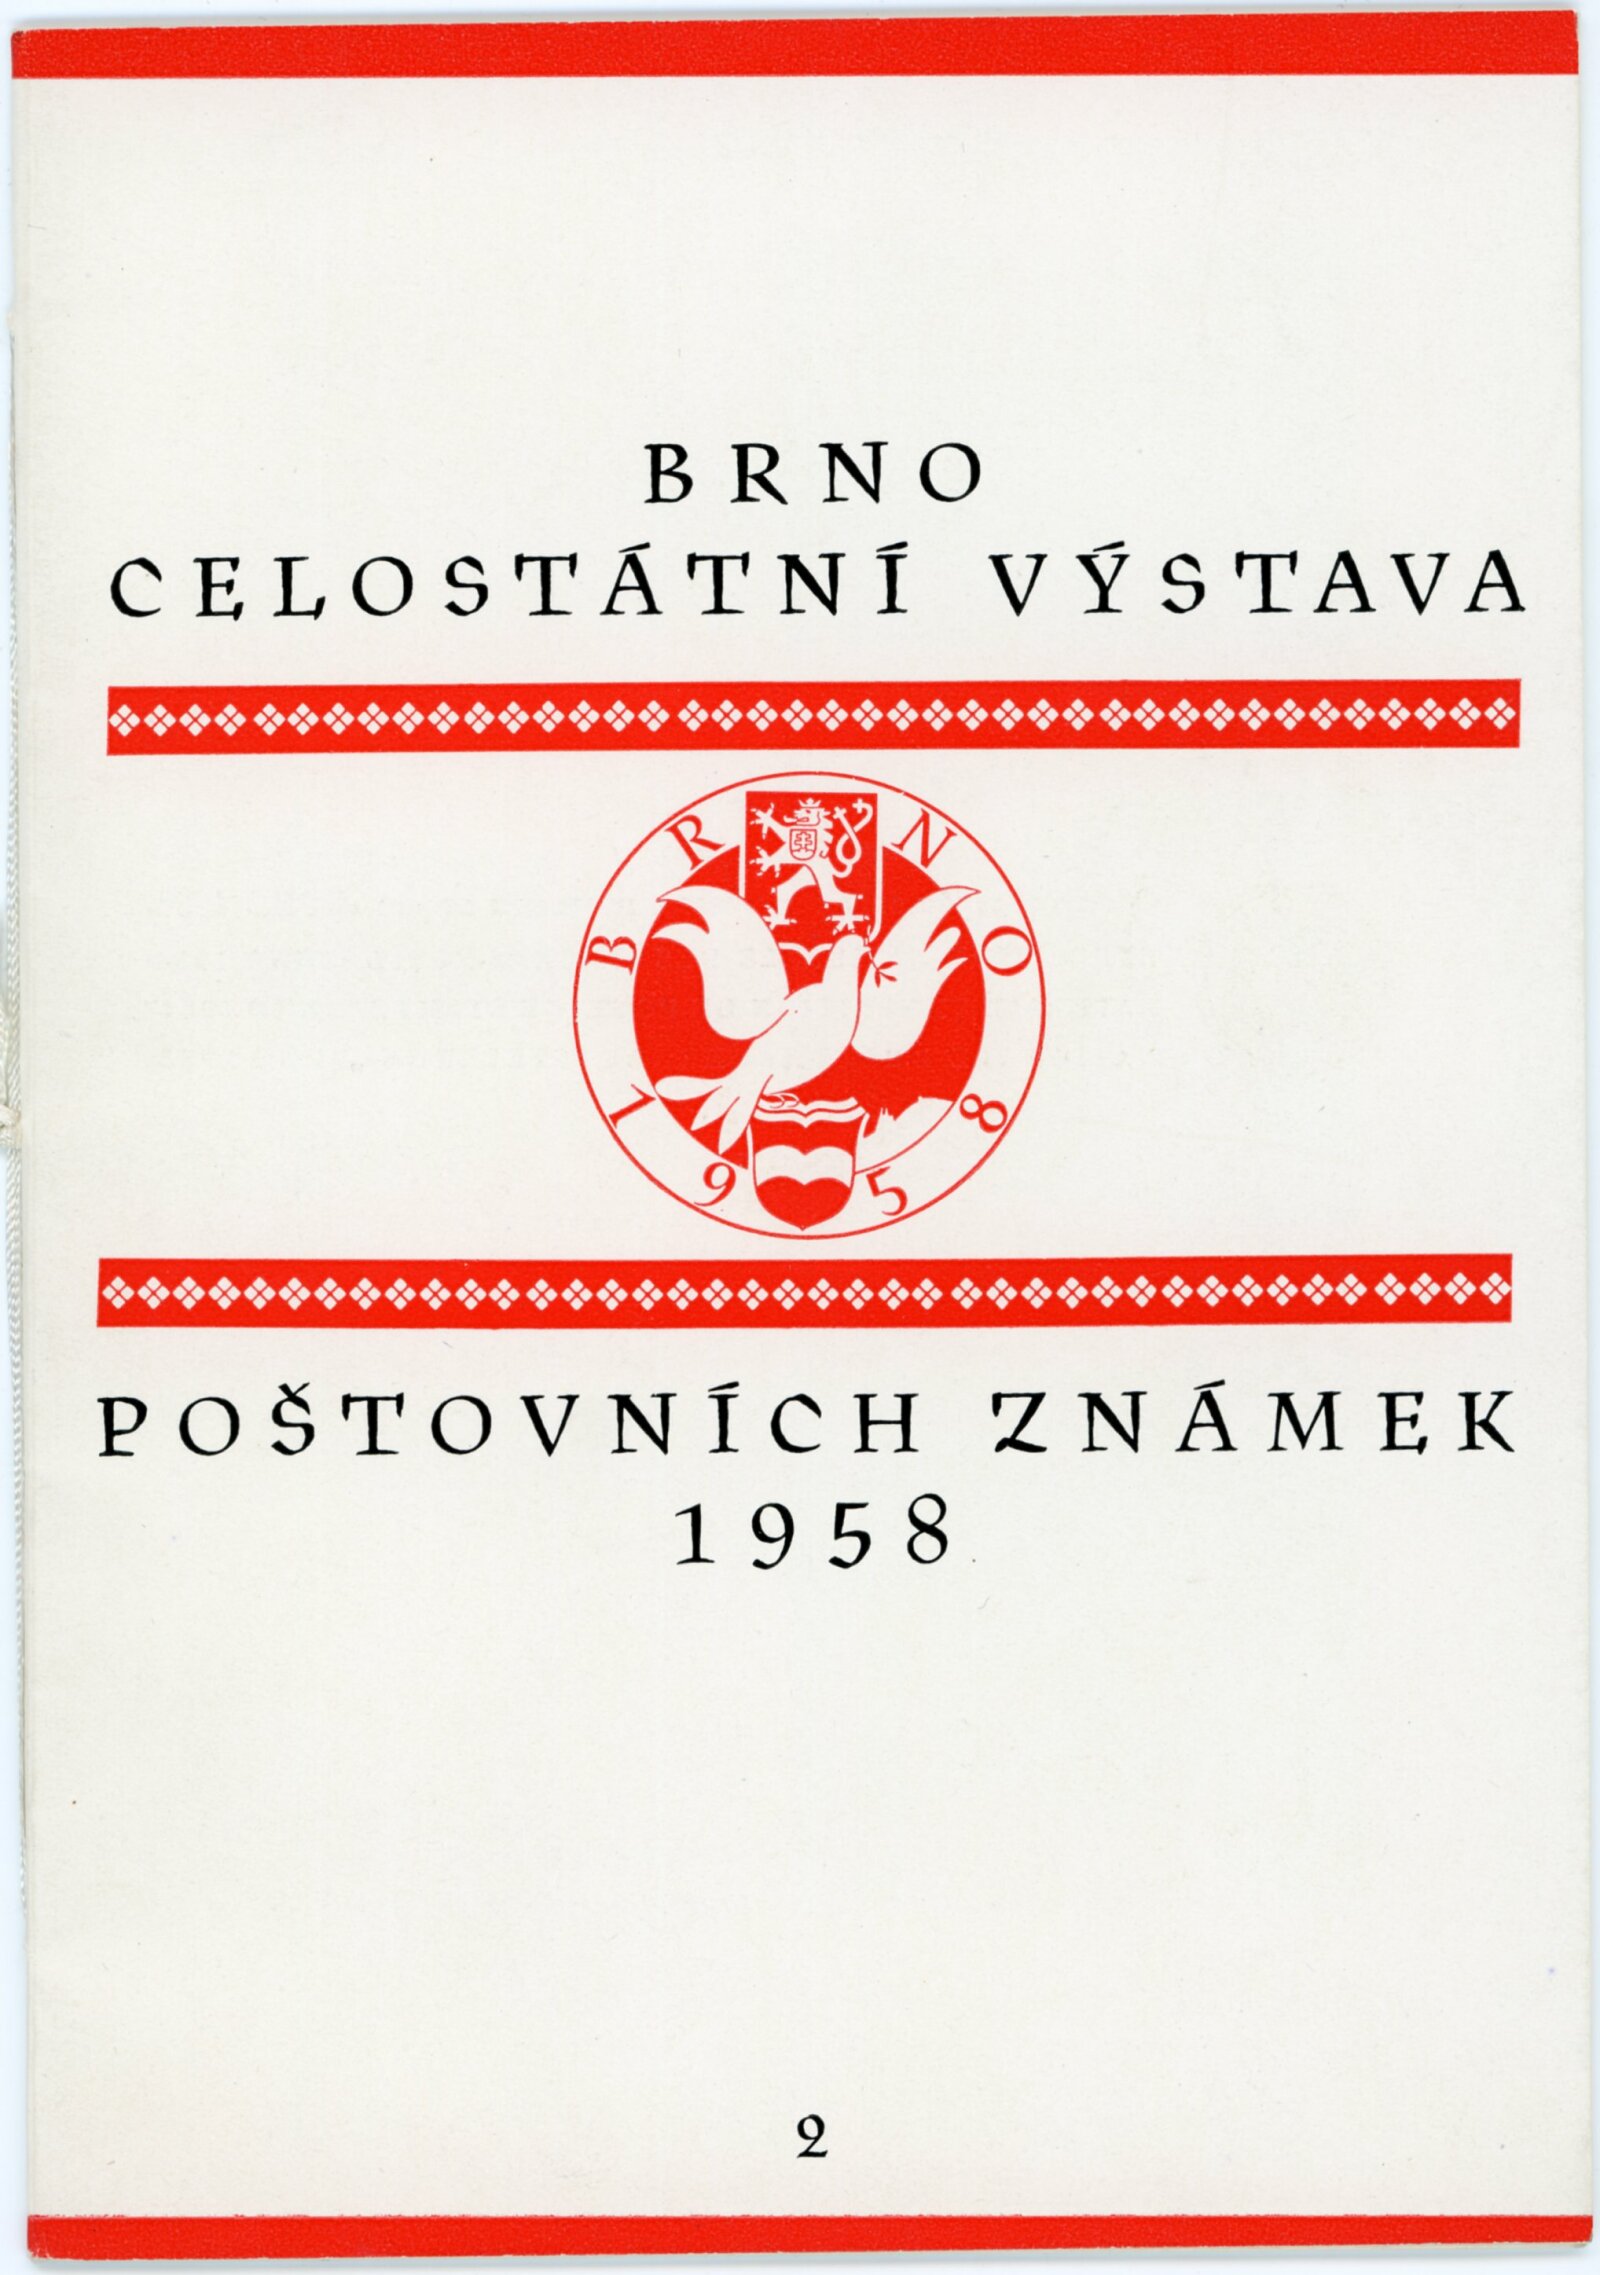 BRNO
CELOSTÁTNÍ VÝSTAVA
BRNO
1958
POŠTOVNÍCH ZNÁMEK
1958
2